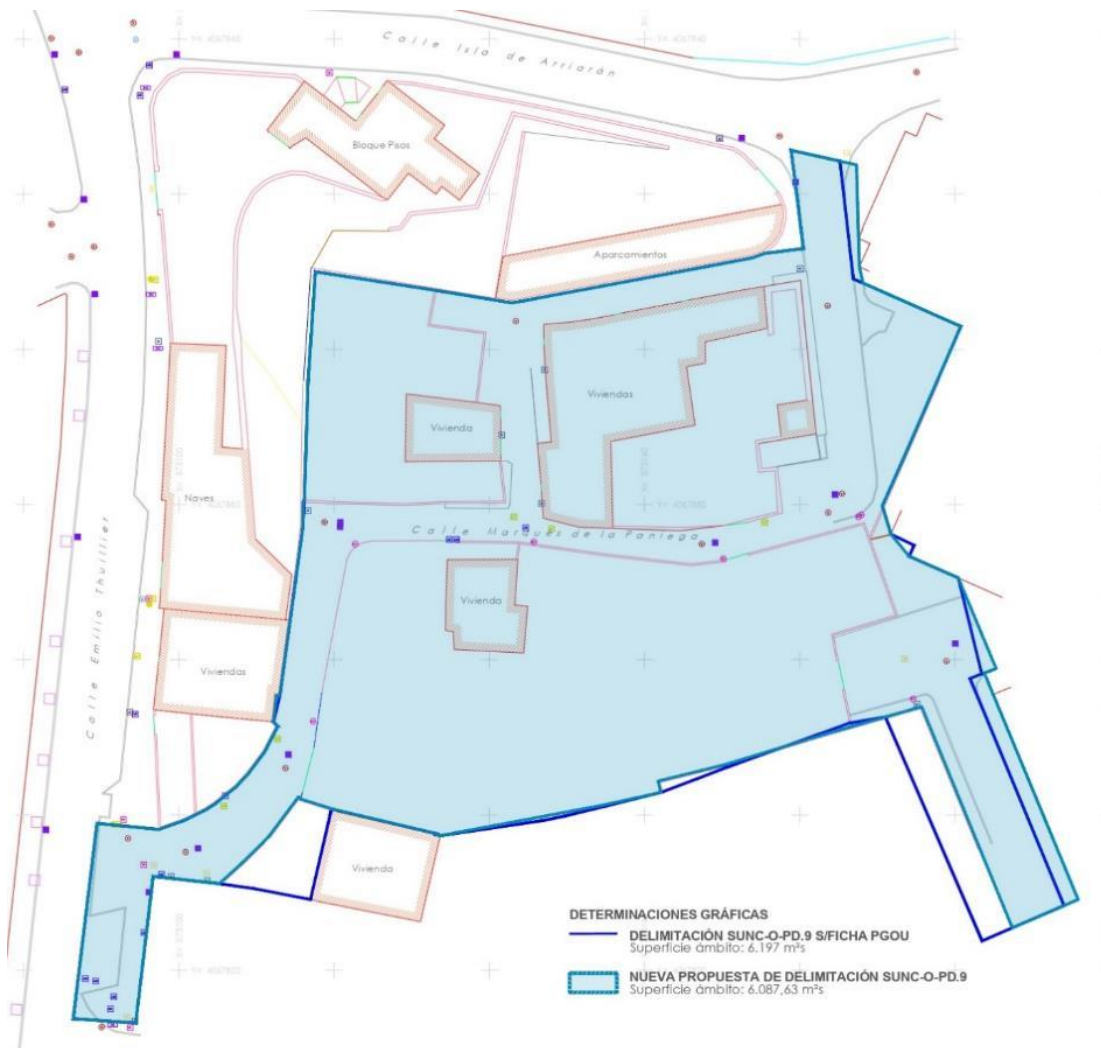 Calle Isla de Arriarán
Bloque Pisos
Aparcamientos
Viviendas
Vivienda
Naves
Calle Marques de la Paniega
Vivienda
Viviendas
Calle Emilio Thuillier
Vivienda
DETERMINACIONES GRÁFICAS
DELIMITACIÓN SUNC-O-PD.9 S/FICHA PGOU
Superficie ámbito: 6.197 m²s
NUEVA PROPUESTA DE DELIMITACIÓN SUNC-O-PD.9
Superficie ámbito: 6.087,63 m²s